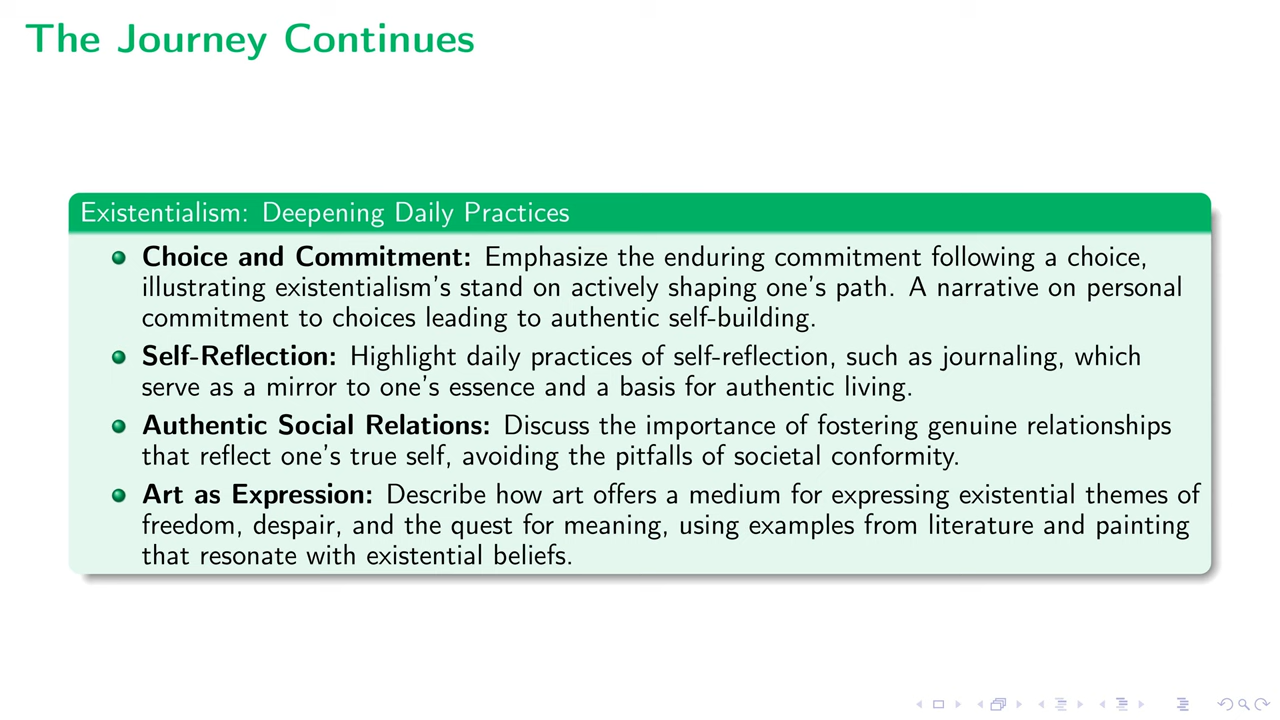 The Journey Continues
Existentialism: Deepening Daily Practices
Choice and Commitment: Emphasize the enduring commitment following a choice,
illustrating existentialism's stand on actively shaping one's path. A narrative on personal
commitment to choices leading to authentic self-building.
Self-Reflection: Highlight daily practices of self-reflection, such as journaling, which
serve as a mirror to one's essence and a basis for authentic living.
Authentic Social Relations: Discuss the importance of fostering genuine relationships
that reflect one's true self, avoiding the pitfalls of societal conformity.
Art as Expression: Describe how art offers a medium for expressing existential themes of
freedom, despair, and the quest for meaning, using examples from literature and painting
that resonate with existential beliefs.